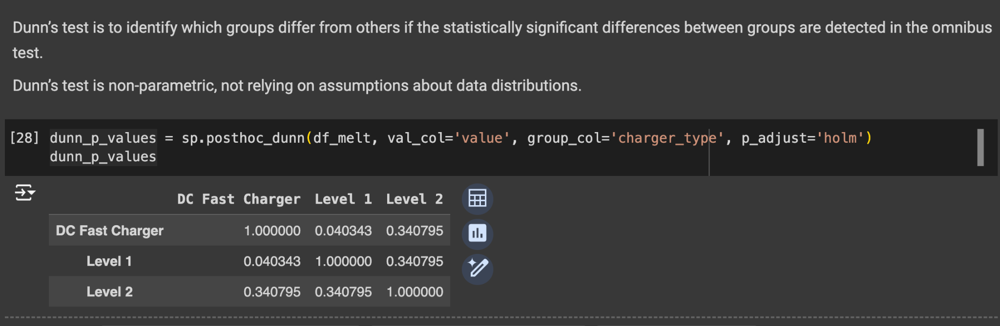 Dunn’s test is to identify which groups differ from others if the statistically significant differences between groups are detected in the omnibus
test.
Dunn’s test is non-parametric, not relying on assumptions about data distributions.
[28] dunn_p_values = sp.posthoc_dunn(df_melt, val_col='value', group_col='charger_type', p_adjust='holm')
dunn_p_values
DC Fast Charger Level 1 Level 2
DC Fast Charger 1.000000 0.040343 0.340795
Level 1 0.040343 1.000000 0.340795
Level 2 0.340795 0.340795 1.000000